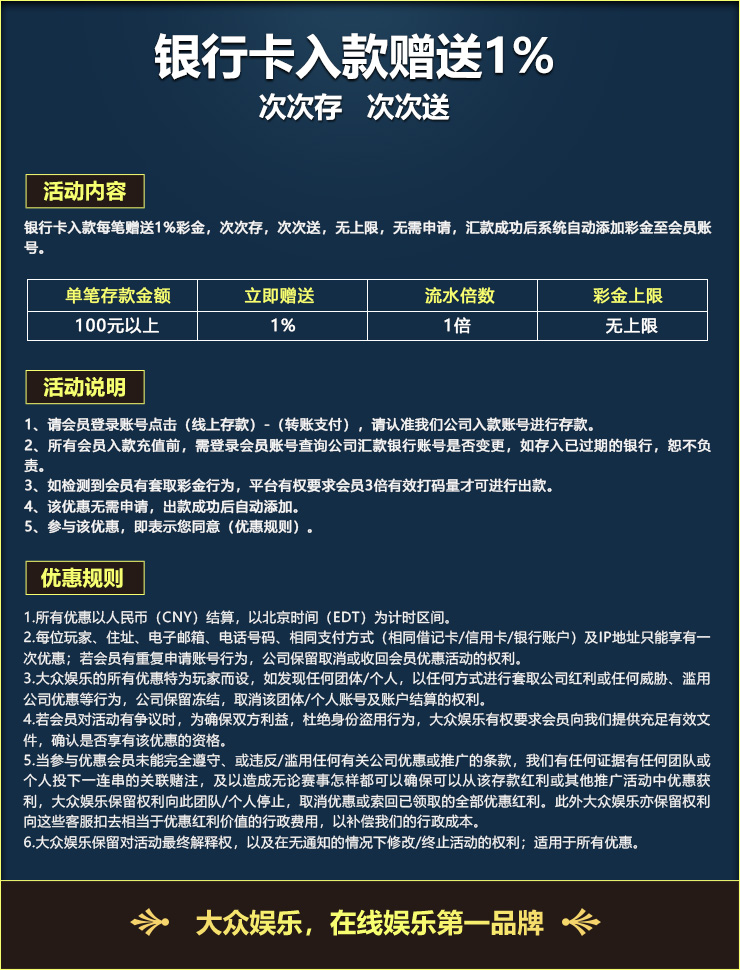 银行卡入款赠送1%
次次存 次次送
活动内容
银行卡入款每笔赠送1%彩金，次次存，次次送，无上限，无需申请，汇款成功后系统自动添加彩金至会员账
号。
单笔存款金额 立即赠送 流水倍数 彩金上限
100元以上 1% 1倍 无上限
活动说明
1、请会员登录账号点击（线上存款）-（转账支付），请认准我们公司入款账号进行存款。
2、所有会员入款充值前，需登录会员账号查询公司汇款银行账号是否变更，如存入已过期的银行，恕不负
责。
3、如检测到会员有套取彩金行为，平台有权要求会员3倍有效打码量才可进行出款。
4、该优惠无需申请，出款成功后自动添加。
5、参与该优惠，即表示您同意（优惠规则）。
优惠规则
1.所有优惠以人民币（CNY）结算，以北京时间（EDT）为计时区间。
2.每位玩家、住址、电子邮箱、电话号码、相同支付方式（相同借记卡/信用卡/银行账户）及IP地址只能享有一
次优惠；若会员有重复申请账号行为，公司保留取消或收回会员优惠活动的权利。
3.大众娱乐的所有优惠特为玩家而设，如发现任何团体/个人，以任何方式进行套取公司红利或任何威胁、滥用
公司优惠等行为，公司保留冻结，取消该团体/个人账号及账户结算的权利。
4.若会员对活动有争议时，为确保双方利益，杜绝身份盗用行为，大众娱乐有权要求会员向我们提供充足有效文
件，确认是否享有该优惠的资格。
5.当参与优惠会员未能完全遵守、或违反/滥用任何有关公司优惠或推广的条款，我们有任何证据有任何团队或
个人投下一连串的关联赌注，及以造成无论赛事怎样都可以确保可以从该存款红利或其他推广活动中优惠获
利，大众娱乐保留权利向此团队/个人停止，取消优惠或索回已领取的全部优惠红利。此外大众娱乐亦保留权利
向这些客服扣去相当于优惠红利价值的行政费用，以补偿我们的行政成本。
6.大众娱乐保留对活动最终解释权，以及在无通知的情况下修改/终止活动的权利；适用于所有优惠。
大众娱乐，在线娱乐第一品牌